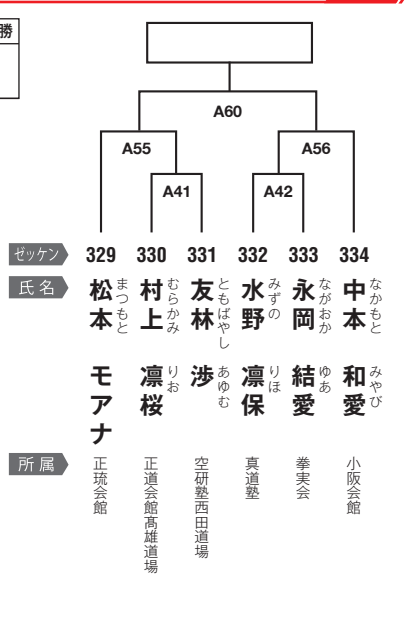 勝
A60
A55
A56
A41
A42
ゼッケン
329
330
331
332
333
334
氏名
松本 モアナ
まつもと
村上 凛桜
むらかみ りお
友林 渉
ともばやし あゆむ
水野 凛保
みずの りほ
永岡 結愛
ながおか ゆあ
中本 和愛
なかもと みやび
所属
正琉会館
正道会館髙雄道場
空研塾西田道場
真道塾
拳実会
小阪会館